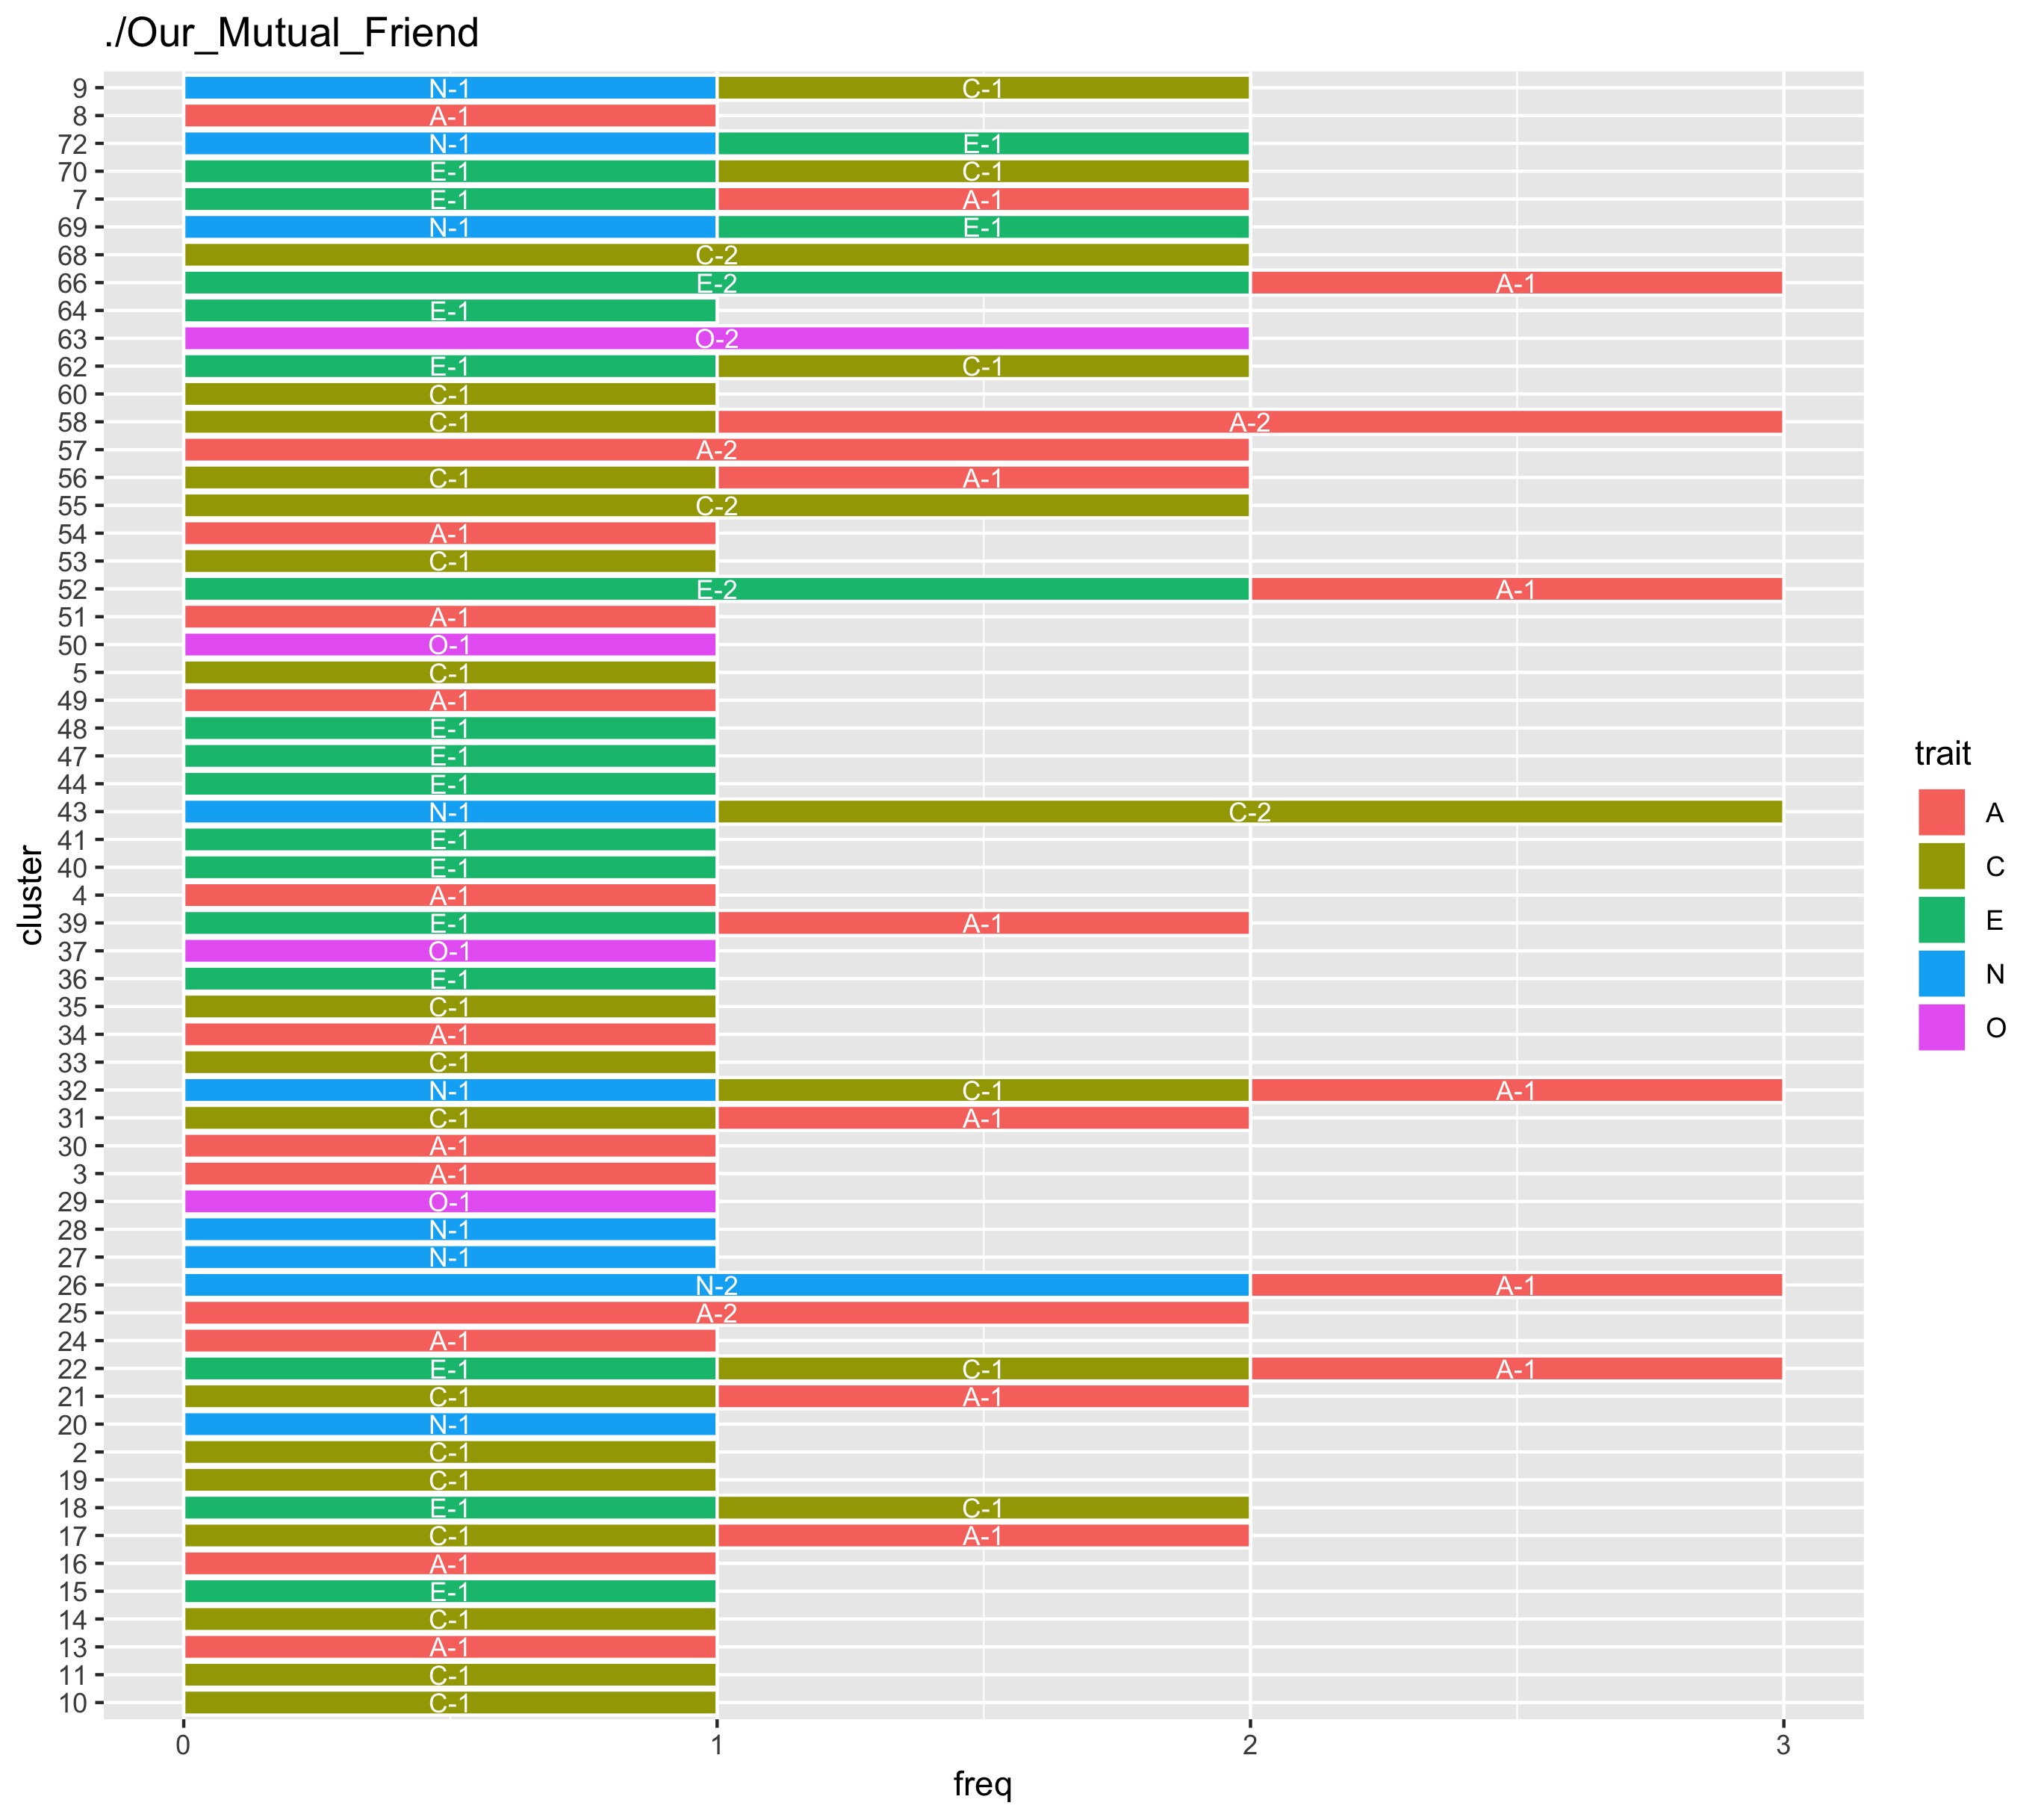 ./Our_Mutual_Friend
9 N-1 C-1
8 A-1
72 N-1 E-1
70 E-1 C-1
7 E-1 A-1
69 N-1 E-1
68 C-2
66 E-2 A-1
64 E-1
63 O-2
62 E-1 C-1
60 C-1
58 C-1 A-2
57 A-2
56 C-1 A-1
55 C-2
54 A-1
53 C-1
52 E-2 A-1
51 A-1
50 O-1
5 C-1
49 A-1
48 E-1
47 E-1
44 E-1
43 N-1 C-2
41 E-1
40 E-1
4 A-1
39 E-1 A-1
37 O-1
36 E-1
35 C-1
34 A-1
33 C-1
32 N-1 C-1 A-1
31 C-1 A-1
30 A-1
3 A-1
29 O-1
28 N-1
27 N-1
26 N-2 A-1
25 A-2
24 A-1
22 E-1 C-1 A-1
21 C-1 A-1
20 N-1
2 C-1
19 C-1
18 E-1 C-1
17 C-1 A-1
16 A-1
15 E-1
14 C-1
13 A-1
11 C-1
10 C-1
0 1 2 3
freq
cluster
trait
A
C
E
N
O